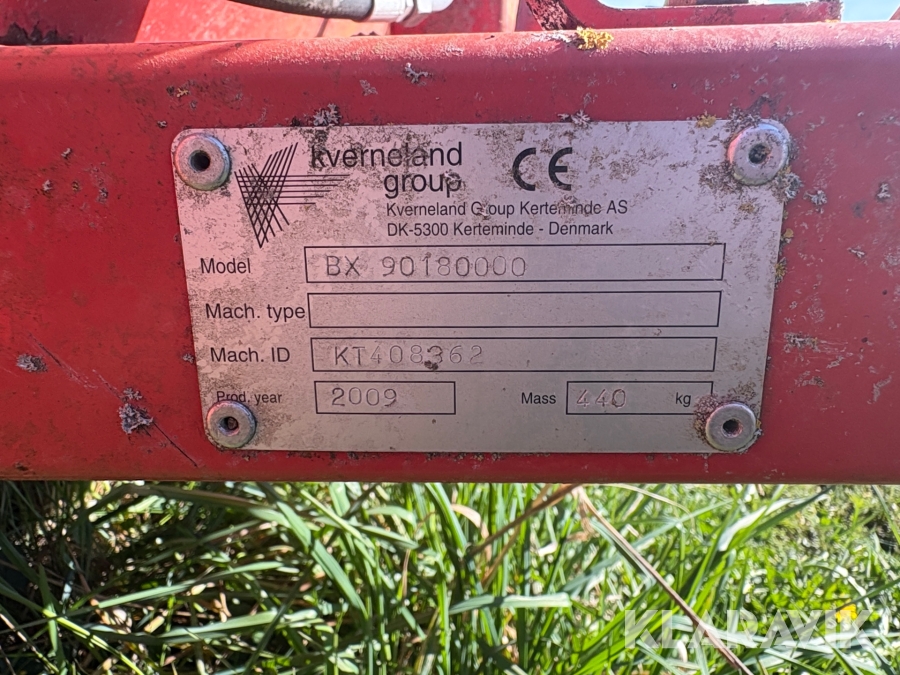 kverneland
group
CE
Kverneland Group Kerteminde AS
DK-5300 Kerteminde - Denmark
Model BX 90180000
Mach. type
Mach. ID KT408362
Prod. year 2009 Mass 440 kg
KLARAVIK